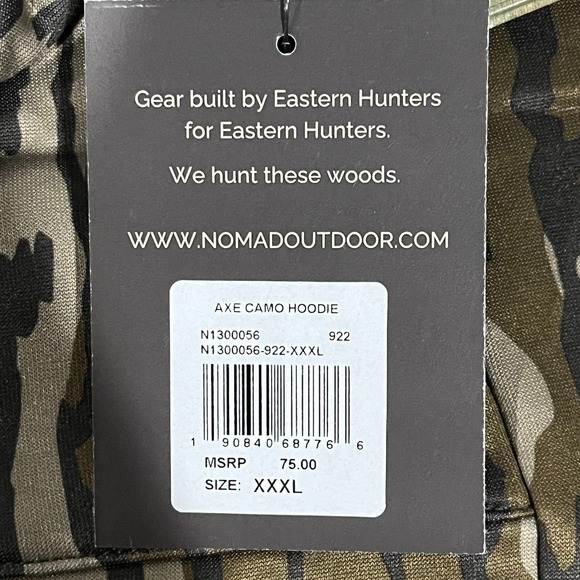 Gear built by Eastern Hunters
for Eastern Hunters.
We hunt these woods.
WWW.NOMADOUTDOOR.COM
AXE CAMO HOODIE
N1300056 922
N1300056-922-XXXL
1 90840 68776 6
MSRP 75.00
SIZE: XXXL